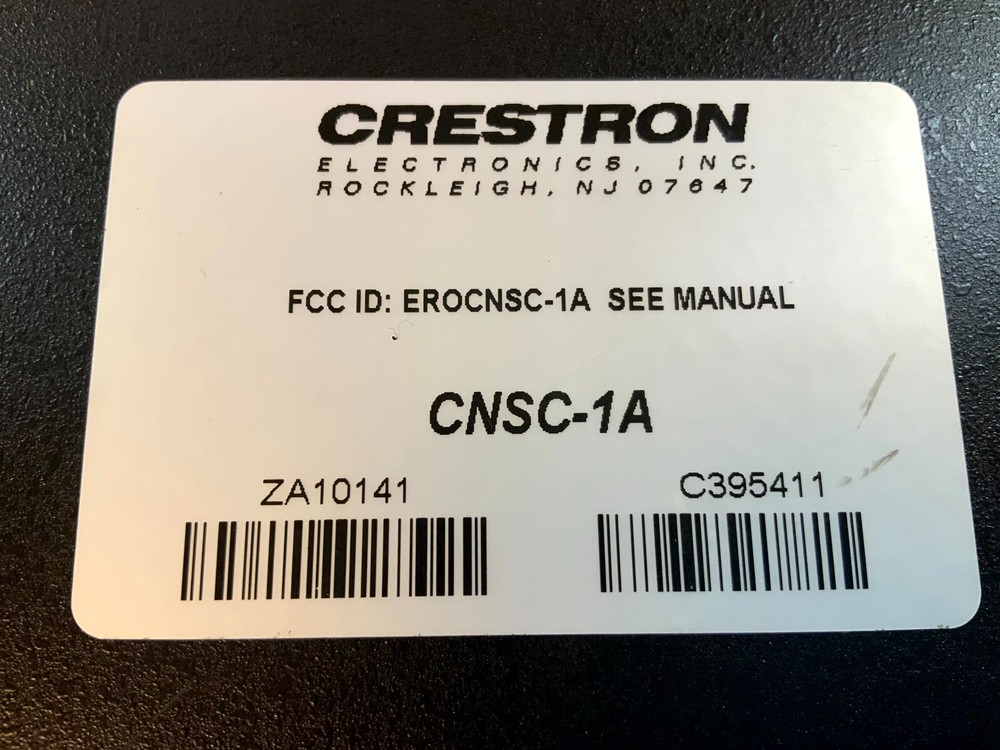 CRESTRON
ELECTRONICS, INC.
ROCKLEIGH, NJ 07647
FCC ID: EROCNSC-1A SEE MANUAL
CNSC-1A
ZA10141
C395411